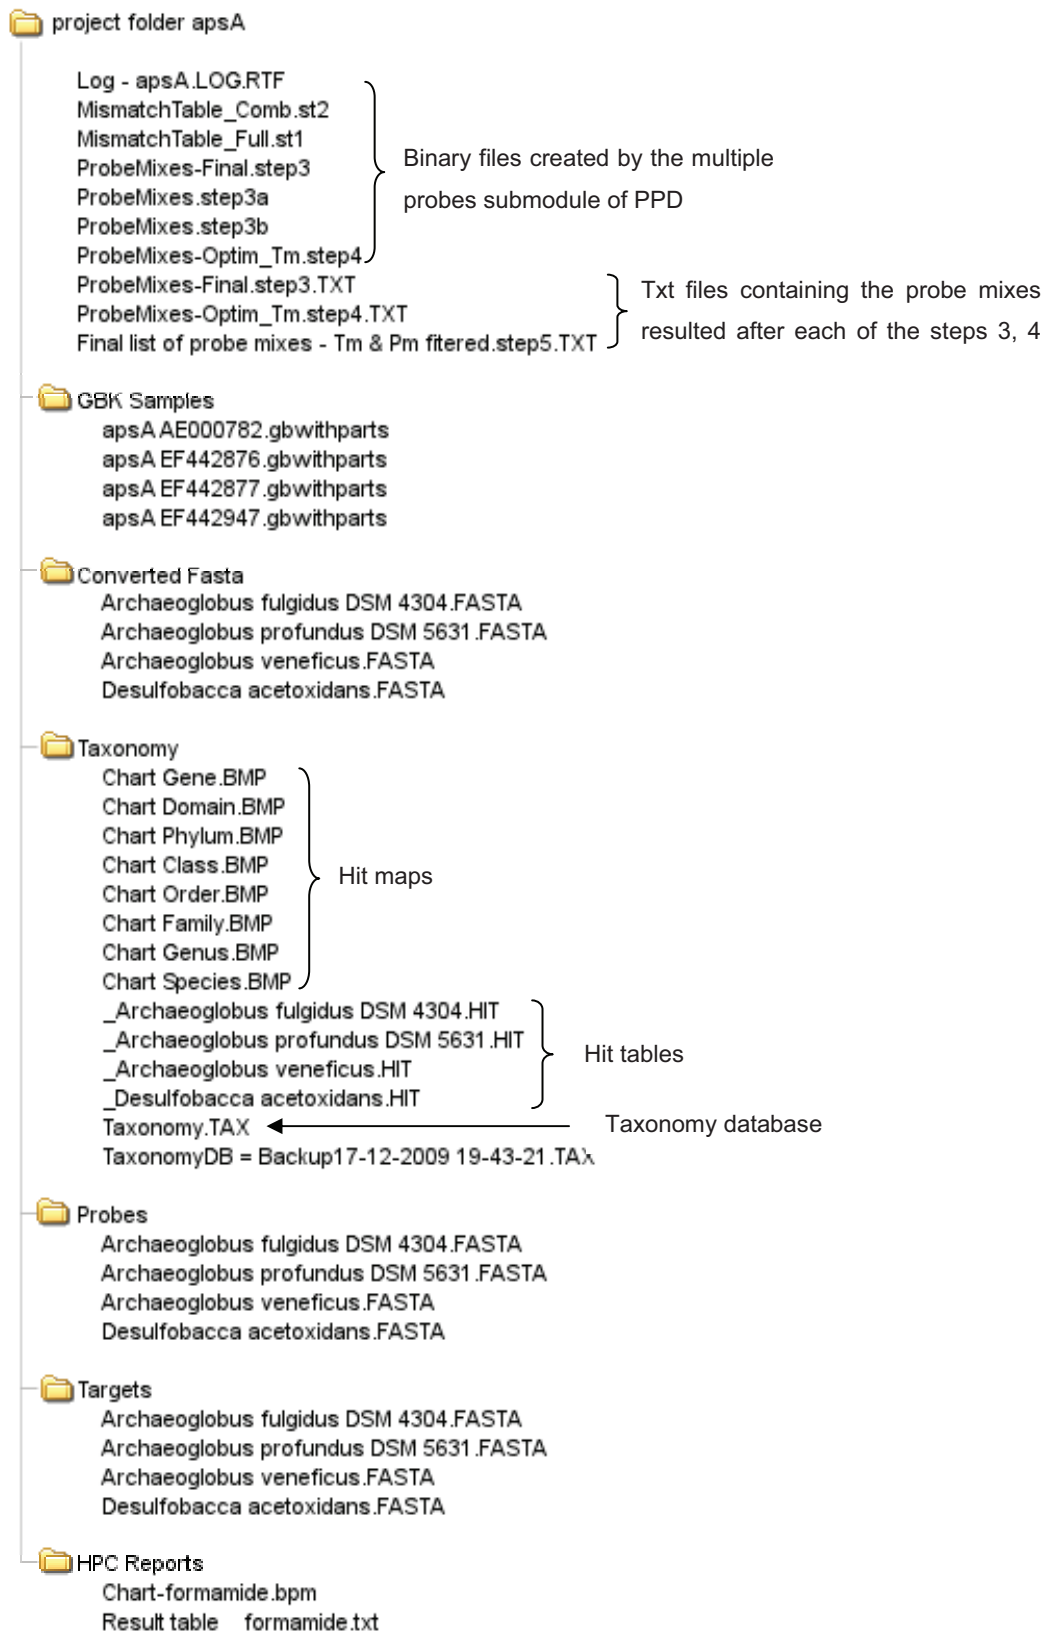 project folder apsA
Log - apsA.LOG.RTF
MismatchTable_Comb.st2
MismatchTable_Full.st1
ProbeMixes-Final.step3
ProbeMixes.step3a
ProbeMixes.step3b
ProbeMixes-Optim_Tm.step4
Binary files created by the multiple
probes submodule of PPD
ProbeMixes-Final.step3.TXT
ProbeMixes-Optim_Tm.step4.TXT
Final list of probe mixes - Tm & Pm fitered.step5.TXT
Txt files containing the probe mixes
resulted after each of the steps 3, 4
GBK Samples
apsA AE000782.gbwithparts
apsA EF442876.gbwithparts
apsA EF442877.gbwithparts
apsA EF442947.gbwithparts
Converted Fasta
Archaeoglobus fulgidus DSM 4304.FASTA
Archaeoglobus profundus DSM 5631.FASTA
Archaeoglobus veneficus.FASTA
Desulfobacca acetoxidans.FASTA
Taxonomy
Chart Gene.BMP
Chart Domain.BMP
Chart Phylum.BMP
Chart Class.BMP
Chart Order.BMP
Chart Family.BMP
Chart Genus.BMP
Chart Species.BMP
Hit maps
_Archaeoglobus fulgidus DSM 4304.HIT
_Archaeoglobus profundus DSM 5631.HIT
_Archaeoglobus veneficus.HIT
_Desulfobacca acetoxidans.HIT
Hit tables
Taxonomy.TAX
Taxonomy database
TaxonomyDB = Backup17-12-2009 19-43-21.TAX
Probes
Archaeoglobus fulgidus DSM 4304.FASTA
Archaeoglobus profundus DSM 5631.FASTA
Archaeoglobus veneficus.FASTA
Desulfobacca acetoxidans.FASTA
Targets
Archaeoglobus fulgidus DSM 4304.FASTA
Archaeoglobus profundus DSM 5631.FASTA
Archaeoglobus veneficus.FASTA
Desulfobacca acetoxidans.FASTA
HPC Reports
Chart-formamide.bpm
Result table formamide.txt